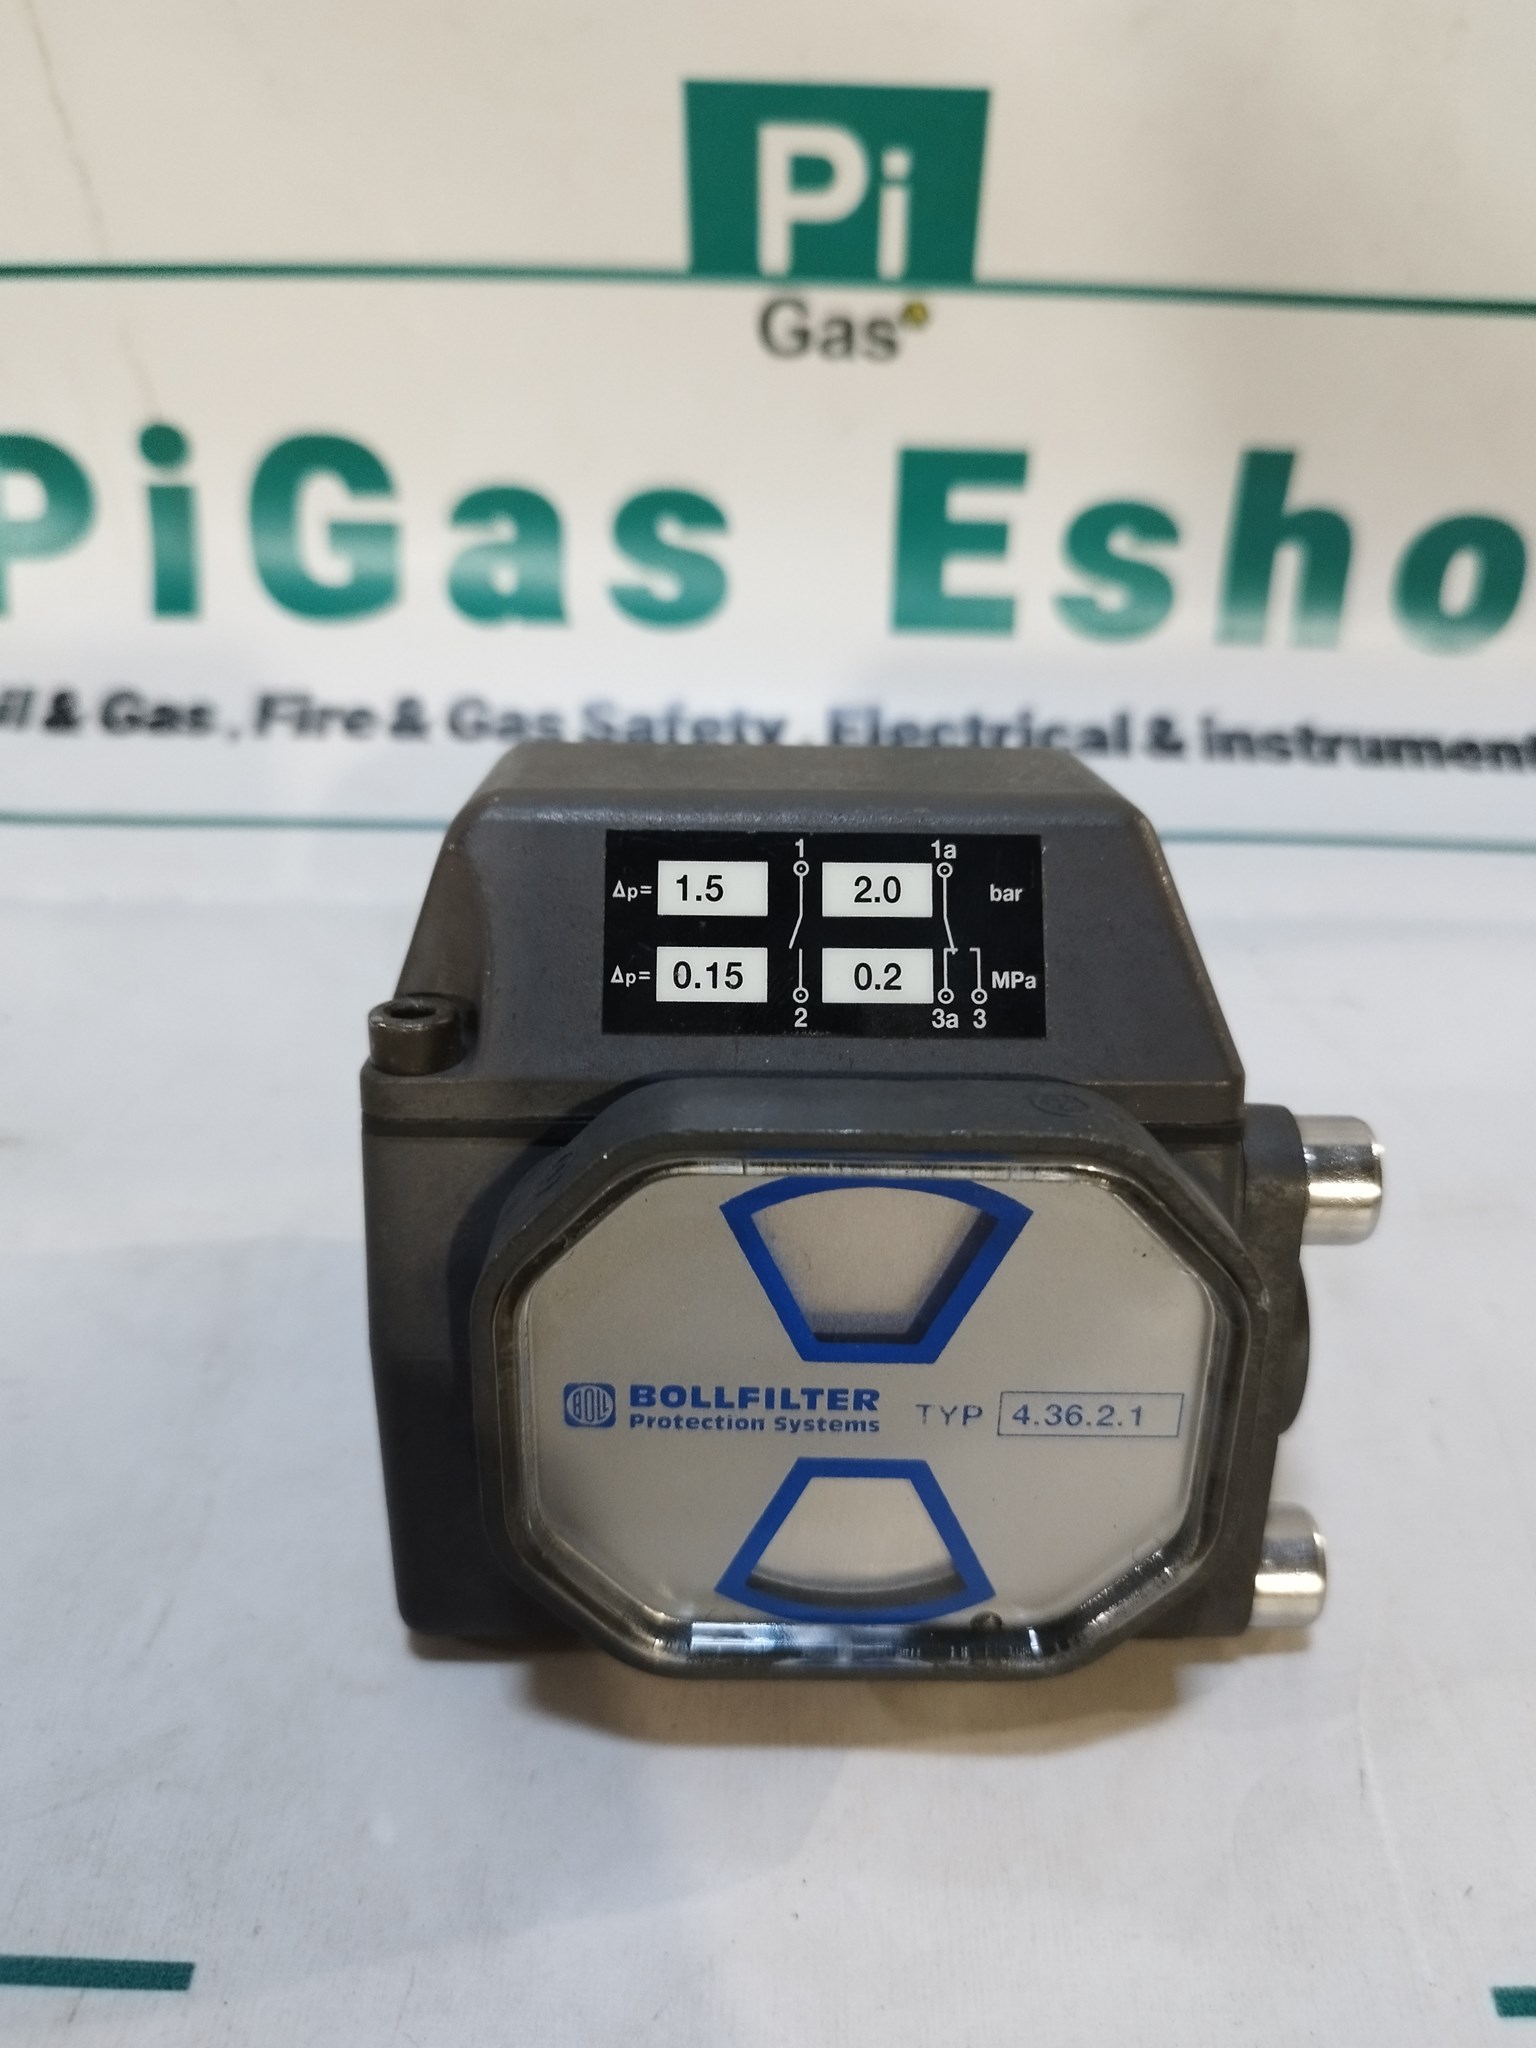 Pi
Gas
PiGas Esho
il & Gas, Fire & Gas Safety, Electrical & instrument
1 1a
Δp= 1.5 2.0 bar
Δp= 0.15 0.2 MPa
2 3a 3
BOLL BOLLFILTER TYP 4.36.2.1
Protection Systems